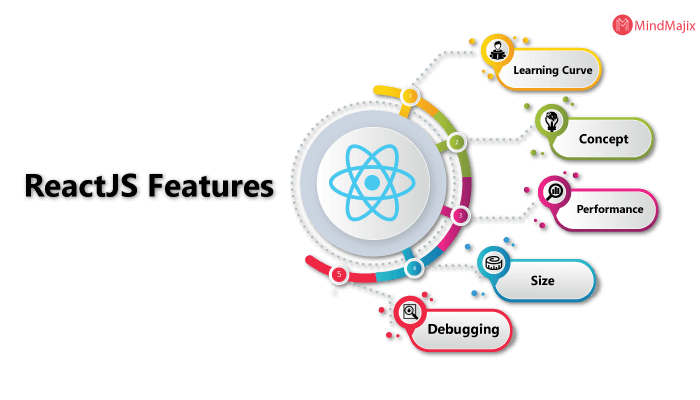 MindMajix
ReactJS Features
1
Learning Curve
2
Concept
3
Performance
4
Size
5
Debugging